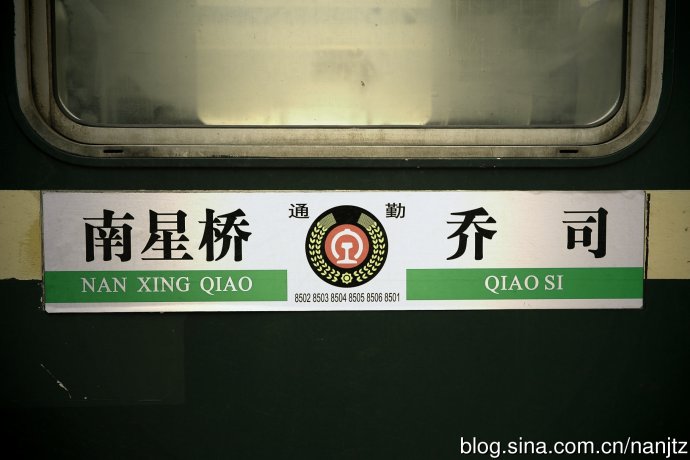 南星桥 通 勤 乔 司
NAN XING QIAO QIAO SI
8502 8503 8504 8505 8506 8501
blog.sina.com.cn/nanjtz